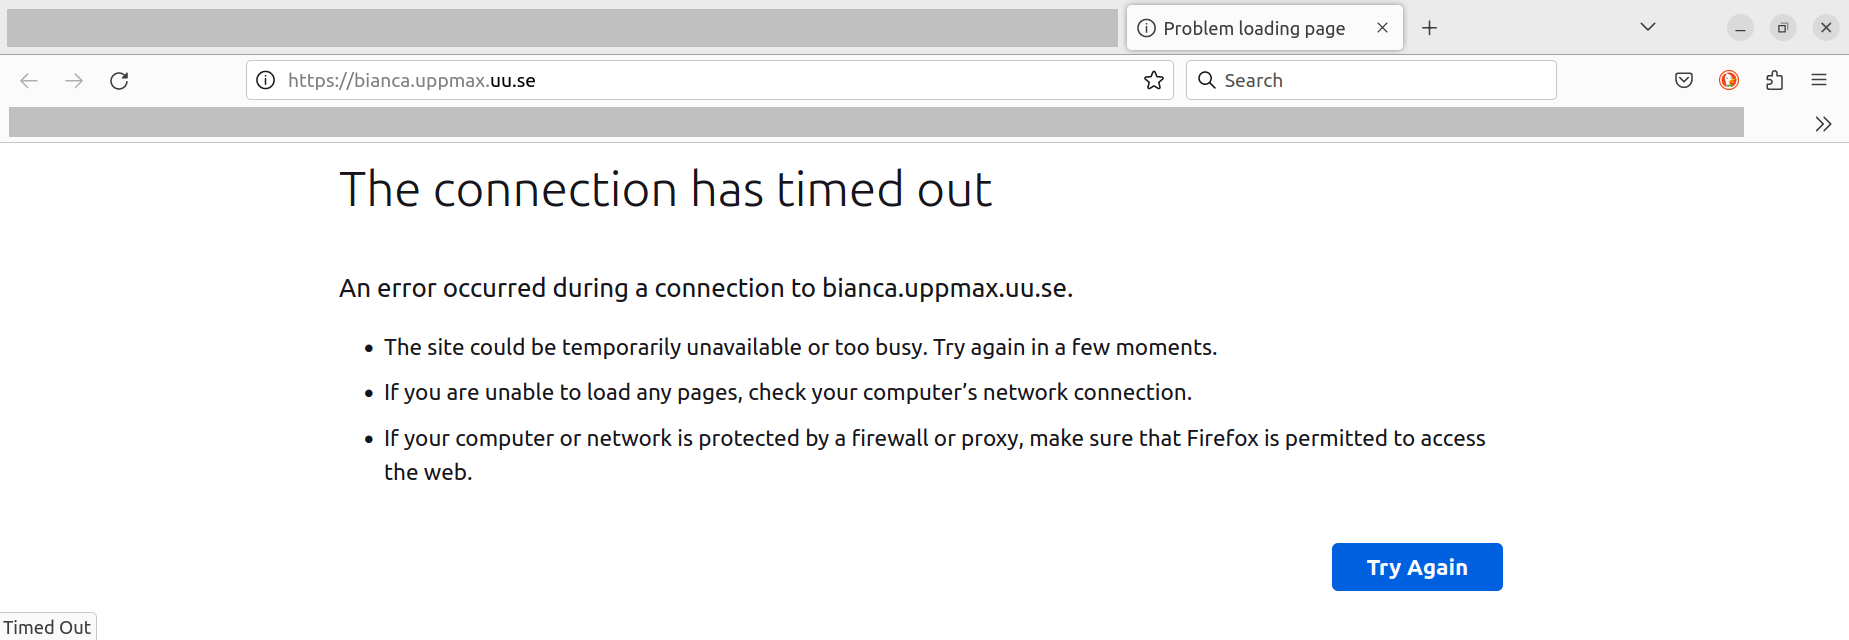 Problem loading page
https://bianca.uppmax.uu.se
Search
The connection has timed out
An error occurred during a connection to bianca.uppmax.uu.se.
• The site could be temporarily unavailable or too busy. Try again in a few moments.
• If you are unable to load any pages, check your computer’s network connection.
• If your computer or network is protected by a firewall or proxy, make sure that Firefox is permitted to access
the web.
Try Again
Timed Out